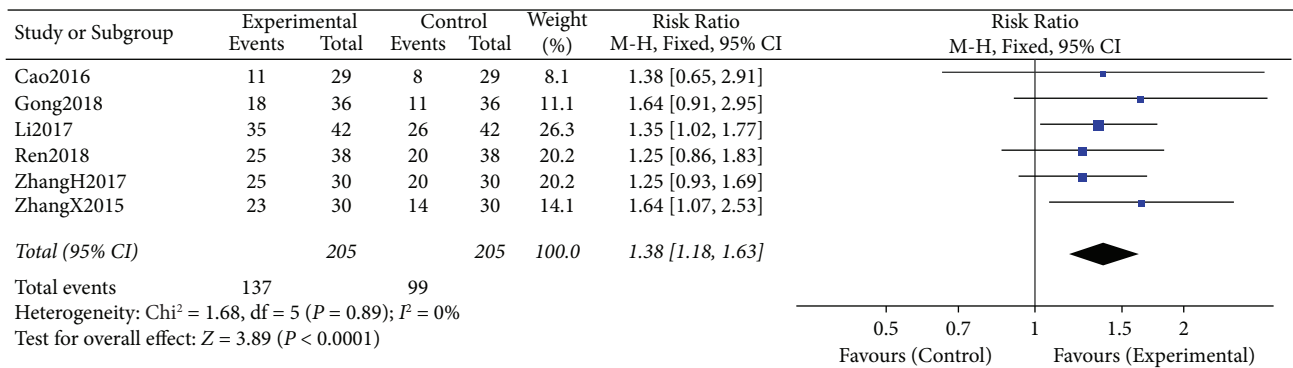 Study or Subgroup Experimental Control Weight Risk Ratio Risk Ratio
Events Total Events Total (%) M-H, Fixed, 95% CI M-H, Fixed, 95% CI
Cao2016 11 29 8 29 8.1 1.38 [0.65, 2.91]
Gong2018 18 36 11 36 11.1 1.64 [0.91, 2.95]
Li2017 35 42 26 42 26.3 1.35 [1.02, 1.77]
Ren2018 25 38 20 38 20.2 1.25 [0.86, 1.83]
ZhangH2017 25 30 20 30 20.2 1.25 [0.93, 1.69]
ZhangX2015 23 30 14 30 14.1 1.64 [1.07, 2.53]
Total (95% CI) 205 205 100.0 1.38 [1.18, 1.63]
Total events 137 99
Heterogeneity: Chi² = 1.68, df = 5 (P = 0.89); I² = 0%
Test for overall effect: Z = 3.89 (P < 0.0001)
0.5 0.7 1 1.5 2
Favours (Control) Favours (Experimental)